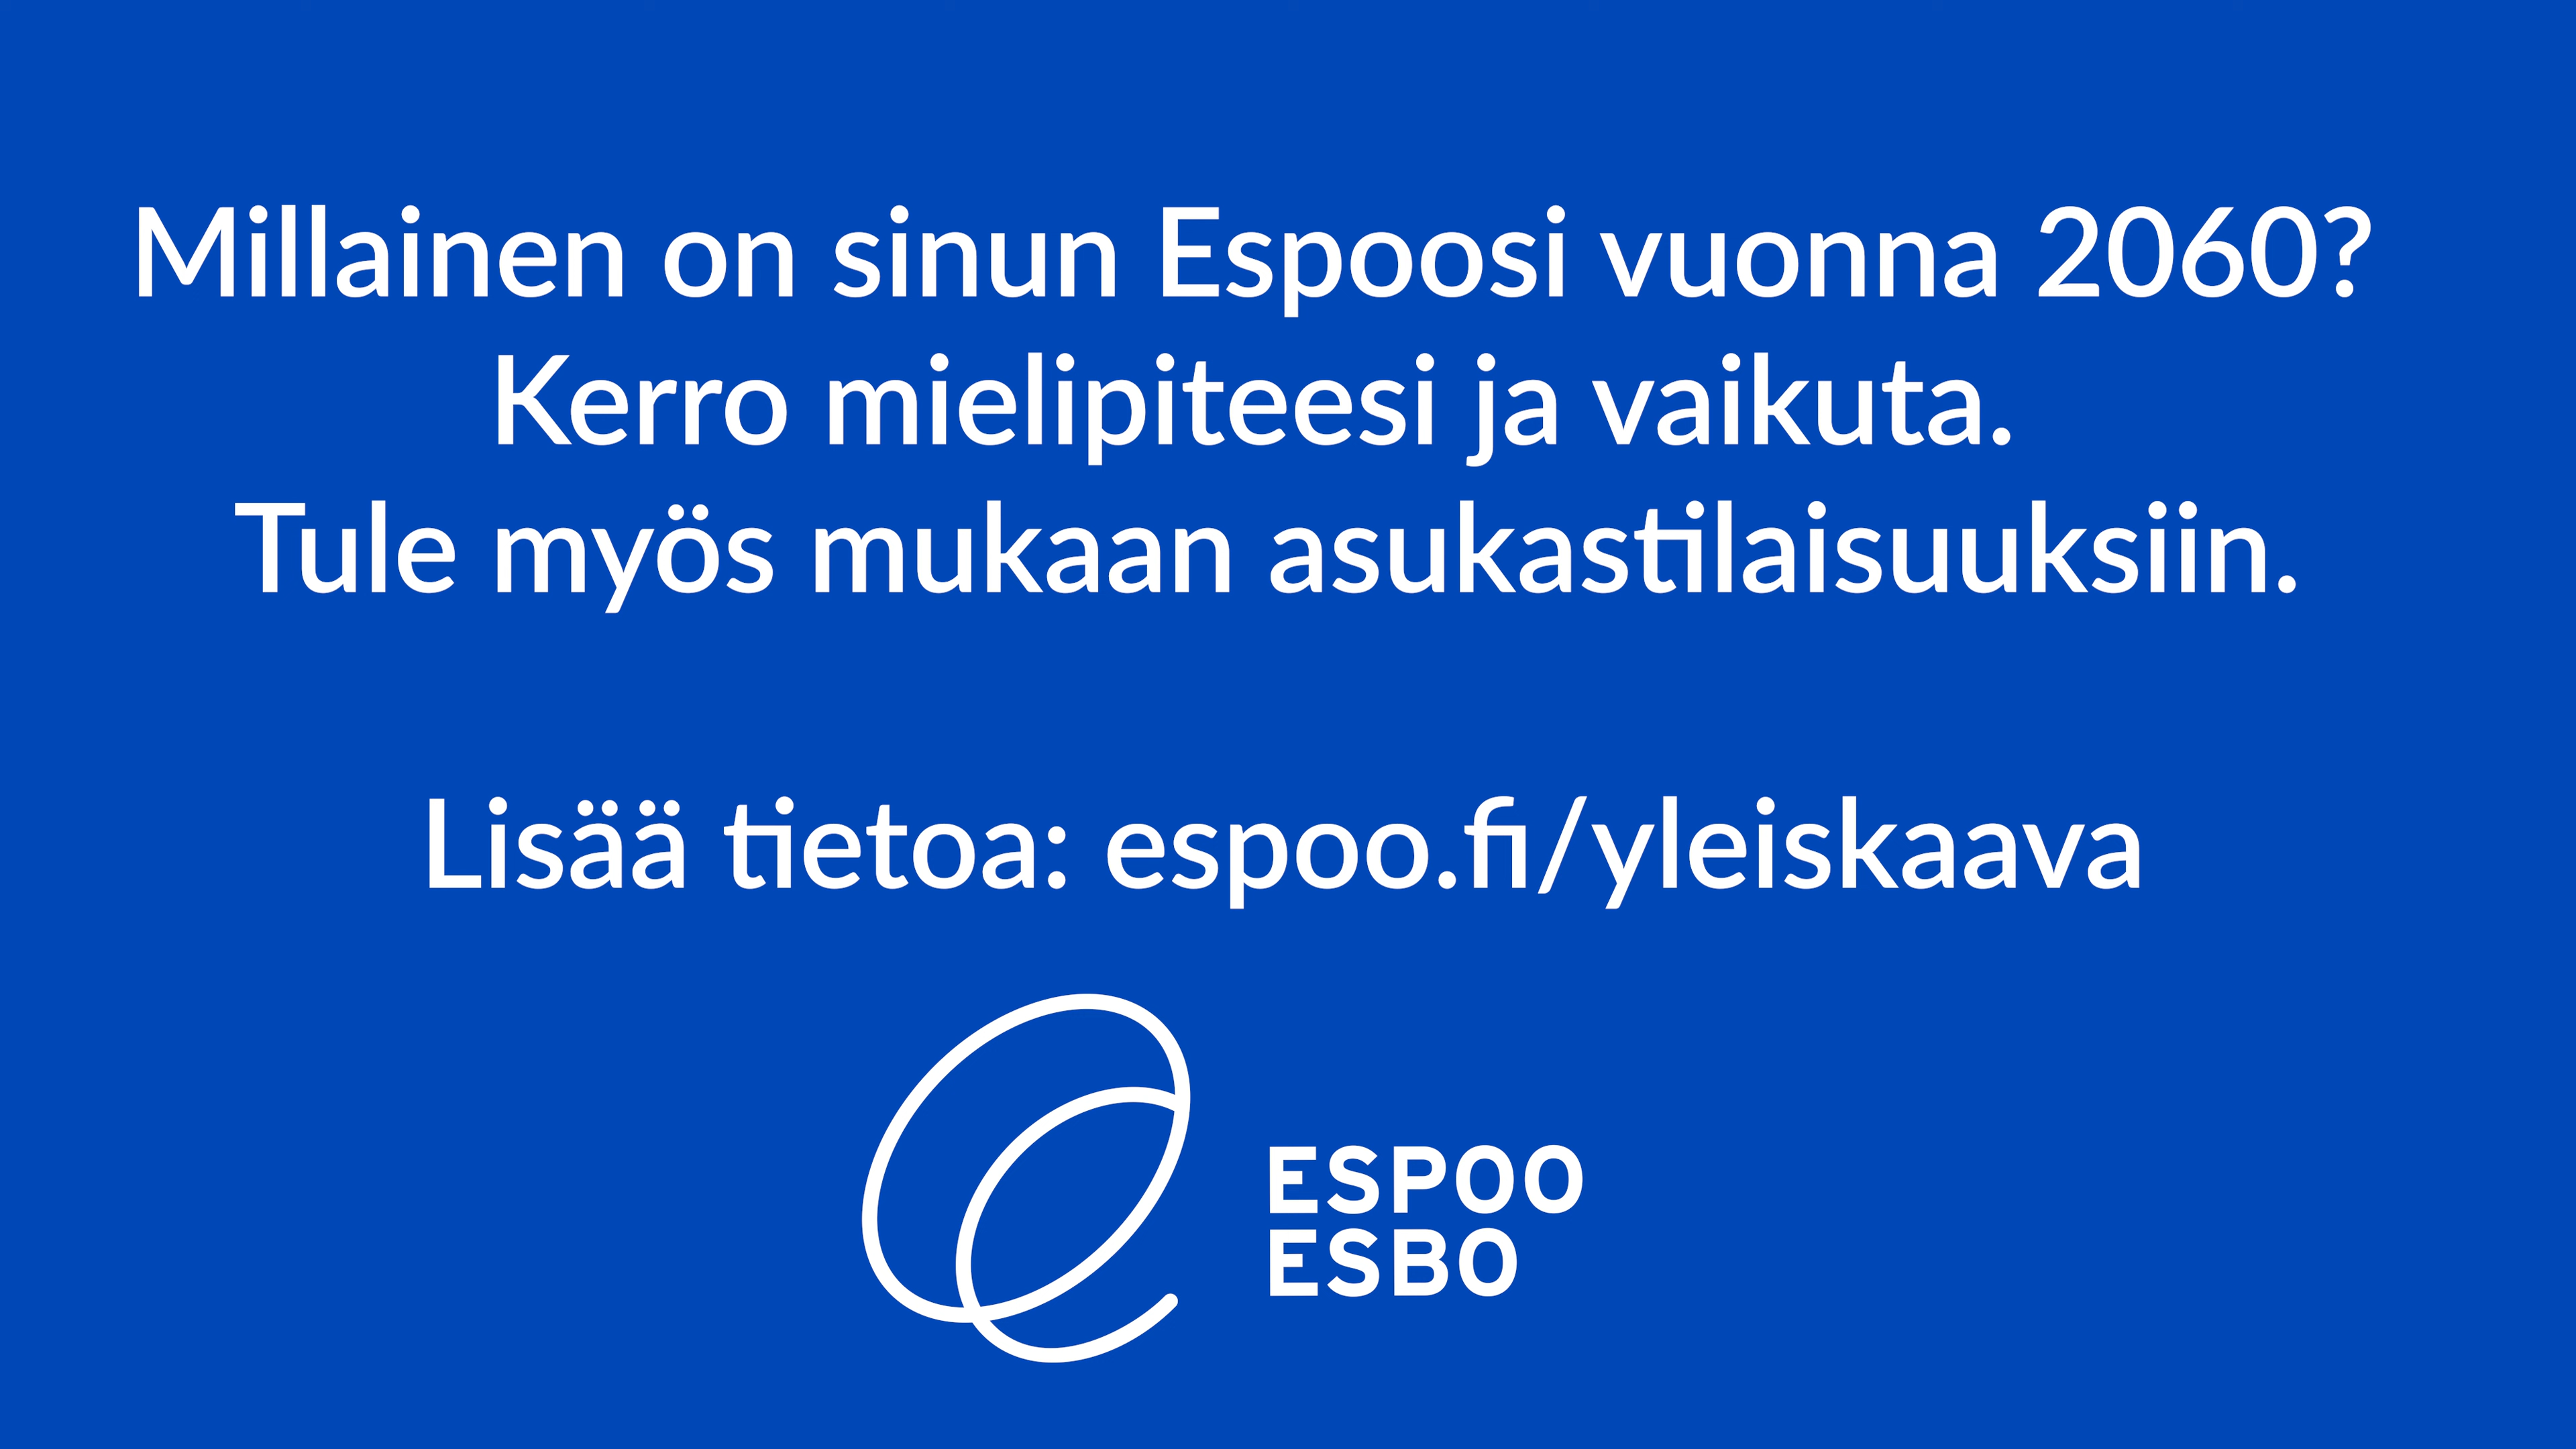 Millainen on sinun Espoosi vuonna 2060?
Kerro mielipiteesi ja vaikuta.
Tule myös mukaan asukastilaisuuksiin.
Lisää tietoa: espoo.fi/yleiskaava
ESPOO
ESBO